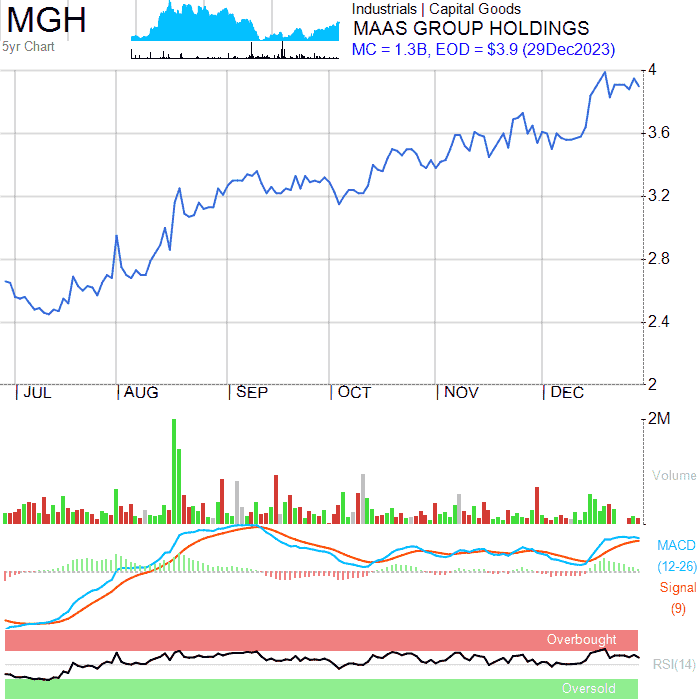 MGH
5yr Chart
Industrials | Capital Goods
MAAS GROUP HOLDINGS
MC = 1.3B, EOD = $3.9 (29Dec2023)
4
3.6
3.2
2.8
2.4
2
JUL AUG SEP OCT NOV DEC
2M
Volume
MACD
(12-26)
Signal
(9)
Overbought
RSI(14)
Oversold